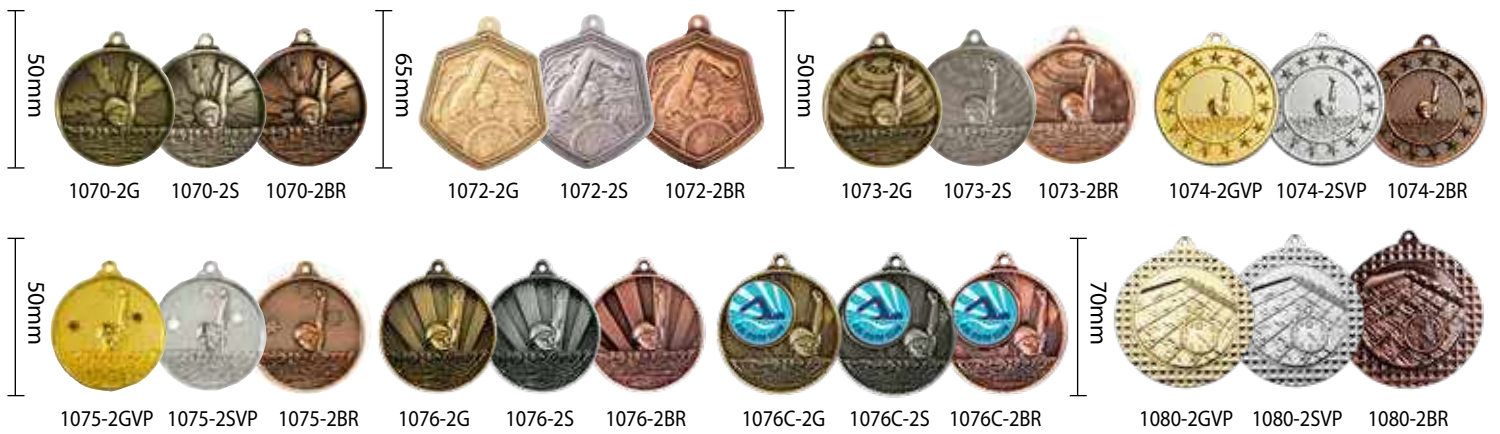 50mm
1070-2G 1070-2S 1070-2BR
65mm
1072-2G 1072-2S 1072-2BR
50mm
1073-2G 1073-2S 1073-2BR
1074-2GVP 1074-2SVP 1074-2BR
50mm
1075-2GVP 1075-2SVP 1075-2BR
1076-2G 1076-2S 1076-2BR
1076C-2G 1076C-2S 1076C-2BR
70mm
1080-2GVP 1080-2SVP 1080-2BR